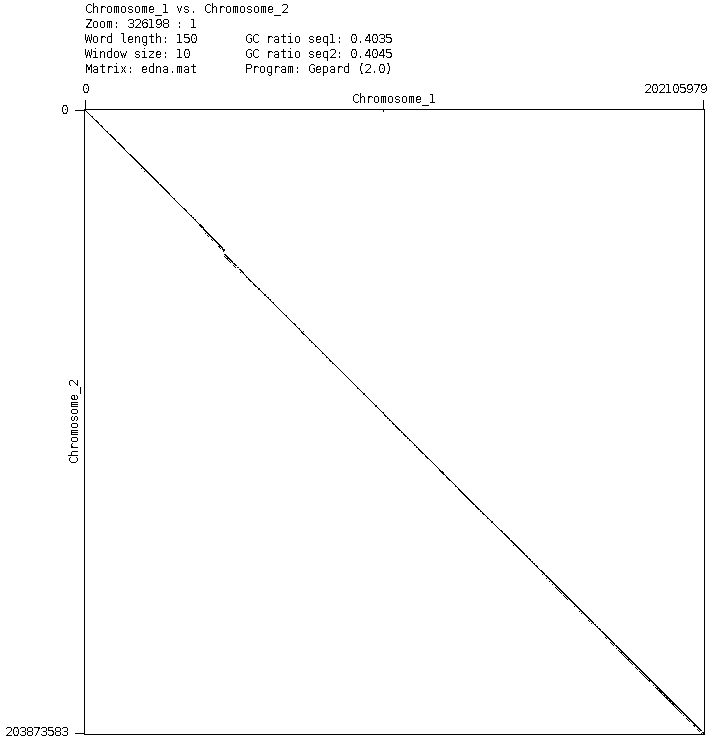 Chromosome_1 vs. Chromosome_2
Zoom: 326198 : 1
Word length: 150 GC ratio seq1: 0.4035
Window size: 10 GC ratio seq2: 0.4045
Matrix: edna.mat Program: Gepard (2.0)
0 202105979
Chromosome_1
0
Chromosome_2
203873583